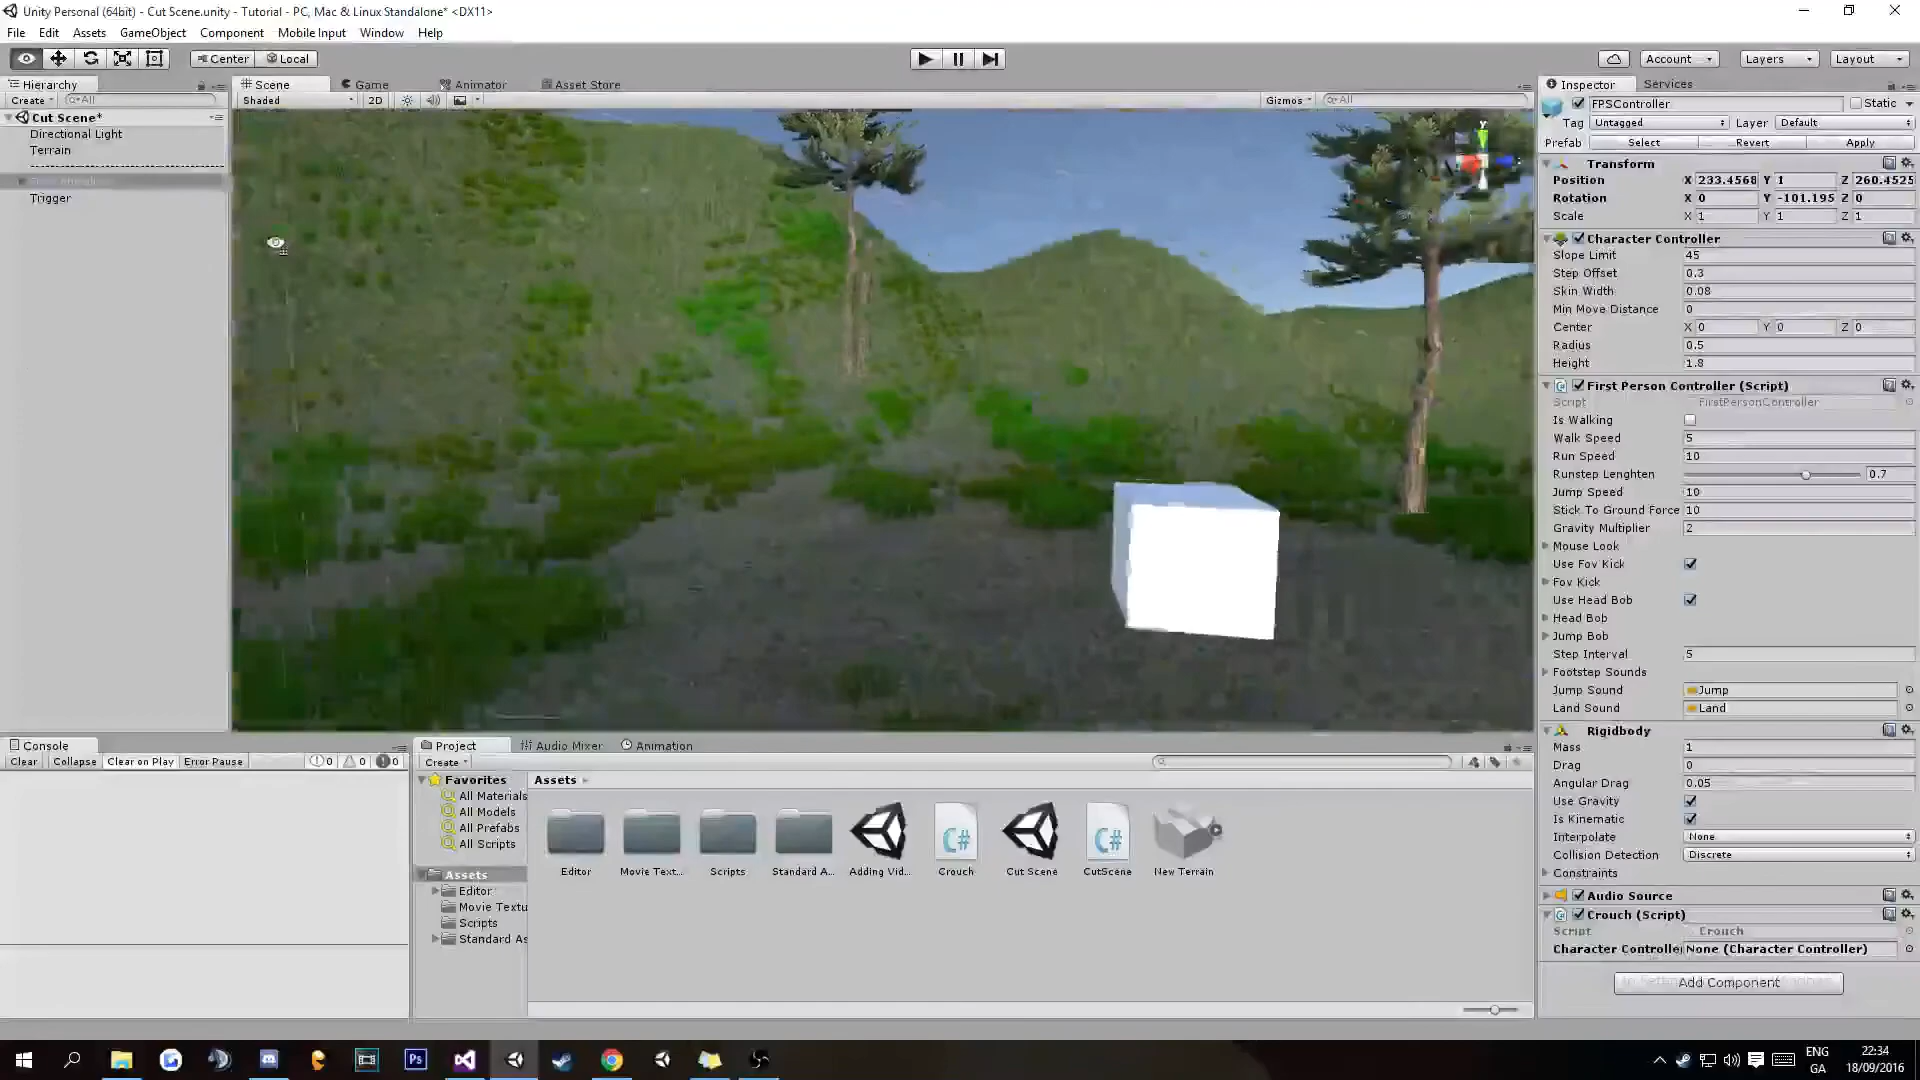 Unity Personal (64bit) - Cut Scene.unity - Tutorial - PC, Mac & Linux Standalone* <DX11>
File Edit Assets GameObject Component Mobile Input Window Help
Center Local
Account Layers Layout
Hierarchy
Create All
Cut Scene*
Directional Light
Terrain
Trigger
Scene Game Animator Asset Store
Shaded 2D Gizmos All
y
Inspector Services
FPSController Static
Tag Untagged Layer Default
Prefab Select Revert Apply
Transform
Position X 233.4568 Y 1 Z 260.4525
Rotation X 0 Y -101.195 Z 0
Scale X 1 Y 1 Z 1
Character Controller
Slope Limit 45
Step Offset 0.3
Skin Width 0.08
Min Move Distance 0
Center X 0 Y 0 Z 0
Radius 0.5
Height 1.8
First Person Controller (Script)
Script FirstPersonController
Is Walking
Walk Speed 5
Run Speed 10
Runstep Lenghten 0.7
Jump Speed 10
Stick To Ground Force 10
Gravity Multiplier 2
Mouse Look
Use Fov Kick
Fov Kick
Use Head Bob
Head Bob
Jump Bob
Step Interval 5
Footstep Sounds
Jump Sound Jump
Land Sound Land
Rigidbody
Mass 1
Drag 0
Angular Drag 0.05
Use Gravity
Is Kinematic
Interpolate None
Collision Detection Discrete
Constraints
Audio Source
Crouch (Script)
Script Crouch
Character Controller None (Character Controller)
Add Component
Console
Clear Collapse Clear on Play Error Pause 0 0 0
Project Audio Mixer Animation
Create
Favorites
All Materials
All Models
All Prefabs
All Scripts
Assets
Editor
Movie Textu
Scripts
Standard As
Assets
C# C#
Editor Movie Text... Scripts Standard A... Adding Vid... Crouch Cut Scene CutScene New Terrain
Ps
ENG
GA
22:34
18/09/2016